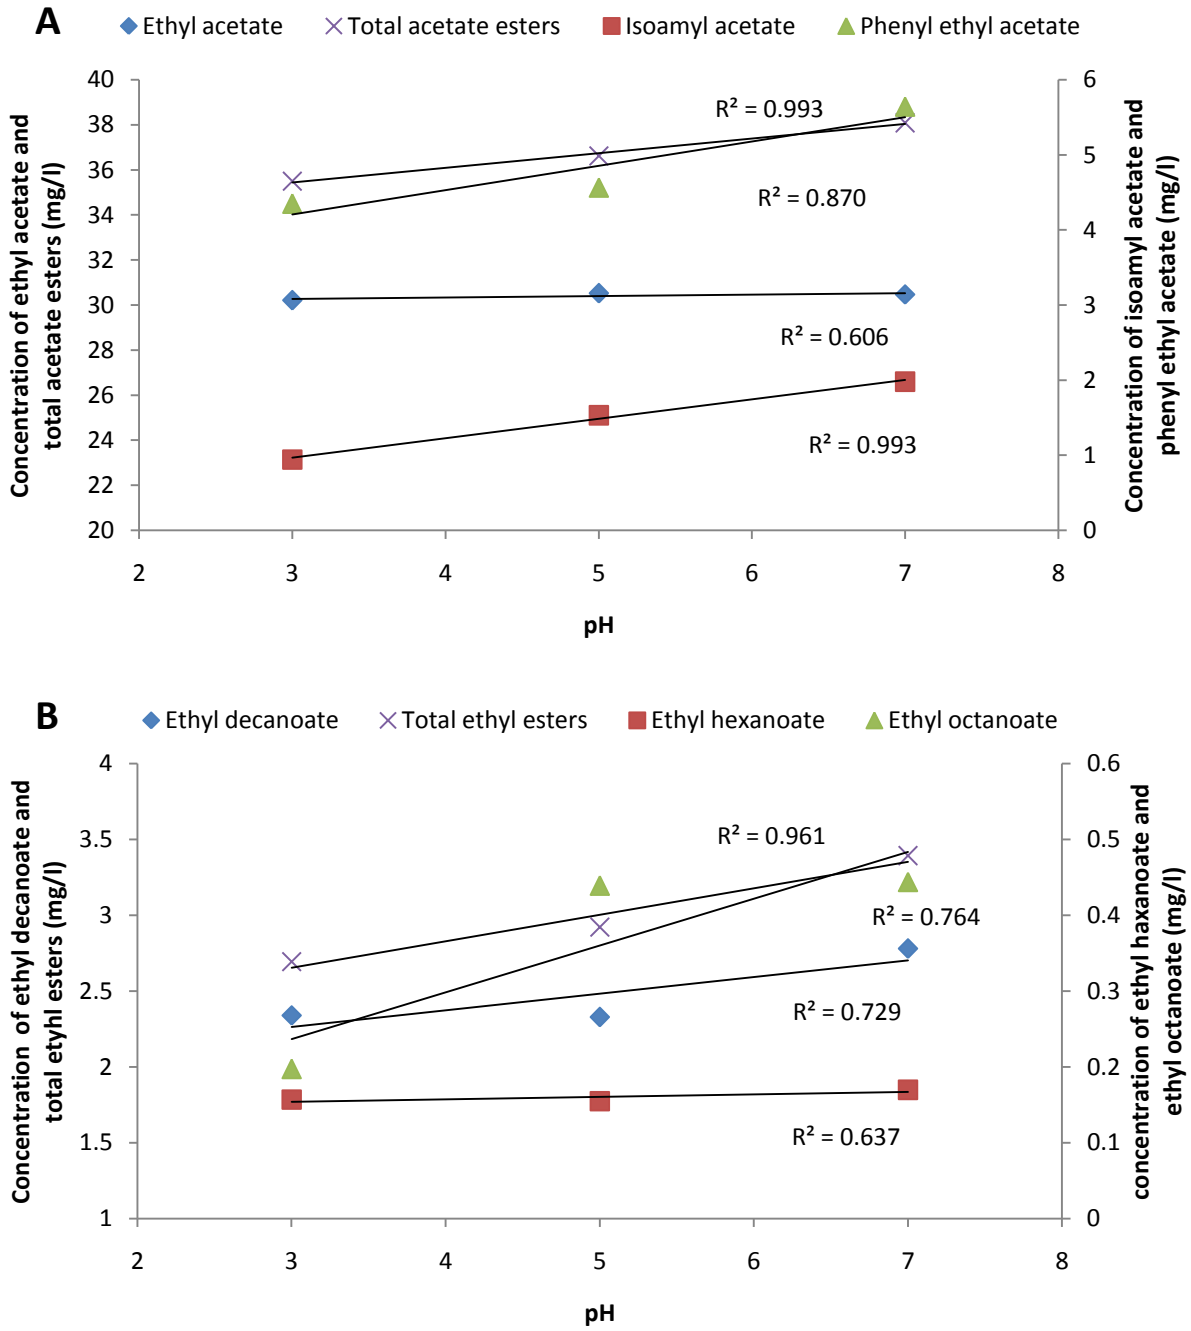 A
Ethyl acetate
Total acetate esters
Isoamyl acetate
Phenyl ethyl acetate
Concentration of ethyl acetate and
total acetate esters (mg/l)
40
38
36
34
32
30
28
26
24
22
20
R² = 0.993
R² = 0.870
R² = 0.606
R² = 0.993
6
5
4
3
2
1
0
Concentration of isoamyl acetate and
phenyl ethyl acetate (mg/l)
2 3 4 5 6 7 8
pH
B
Ethyl decanoate
Total ethyl esters
Ethyl hexanoate
Ethyl octanoate
Concentration of ethyl decanoate and
total etyhl esters (mg/l)
4
3.5
3
2.5
2
1.5
1
R² = 0.961
R² = 0.764
R² = 0.729
R² = 0.637
0.6
0.5
0.4
0.3
0.2
0.1
0
concentration of ethyl haxanoate and
ethyl octanoate (mg/l)
2 3 4 5 6 7 8
pH